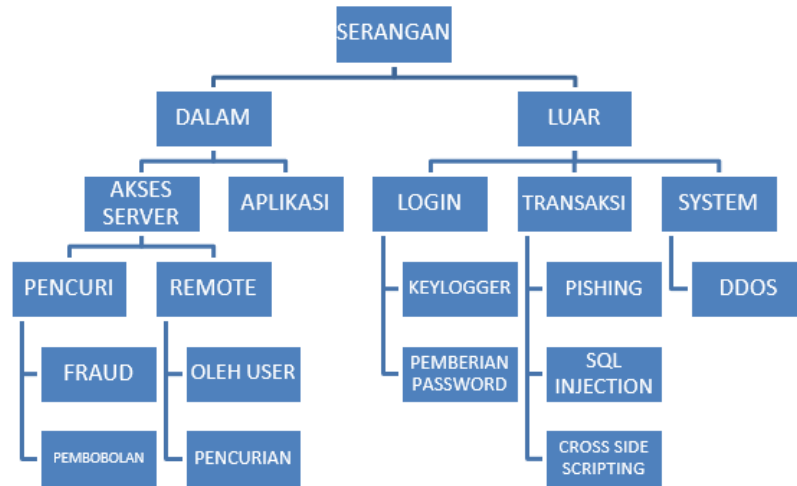 SERANGAN
DALAM
LUAR
AKSES
SERVER
APLIKASI
LOGIN
TRANSAKSI
SYSTEM
PENCURI
REMOTE
KEYLOGGER
PISHING
DDOS
FRAUD
OLEH USER
PEMBERIAN
PASSWORD
SQL
INJECTION
PEMBOBOLAN
PENCURIAN
CROSS SIDE
SCRIPTING